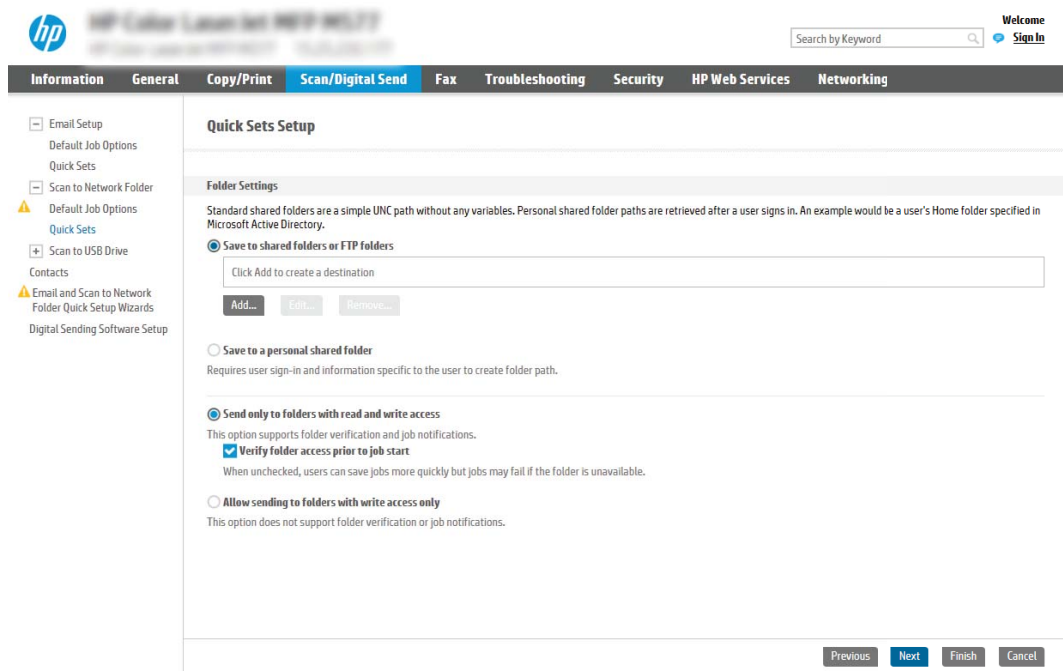 hp
Welcome
Search by Keyword
Sign In
Information General Copy/Print Scan/Digital Send Fax Troubleshooting Security HP Web Services Networking
Email Setup
Default Job Options
Quick Sets
Scan to Network Folder
Default Job Options
Quick Sets
Scan to USB Drive
Contacts
Email and Scan to Network
Folder Quick Setup Wizards
Digital Sending Software Setup
Quick Sets Setup
Folder Settings
Standard shared folders are a simple UNC path without any variables. Personal shared folder paths are retrieved after a user signs in. An example would be a user's Home folder specified in
Microsoft Active Directory.
Save to shared folders or FTP folders
Click Add to create a destination
Add... Edit... Remove...
Save to a personal shared folder
Requires user sign-in and information specific to the user to create folder path.
Send only to folders with read and write access
This option supports folder verification and job notifications.
Verify folder access prior to job start
When unchecked, users can save jobs more quickly but jobs may fail if the folder is unavailable.
Allow sending to folders with write access only
This option does not support folder verification or job notifications.
Previous Next Finish Cancel